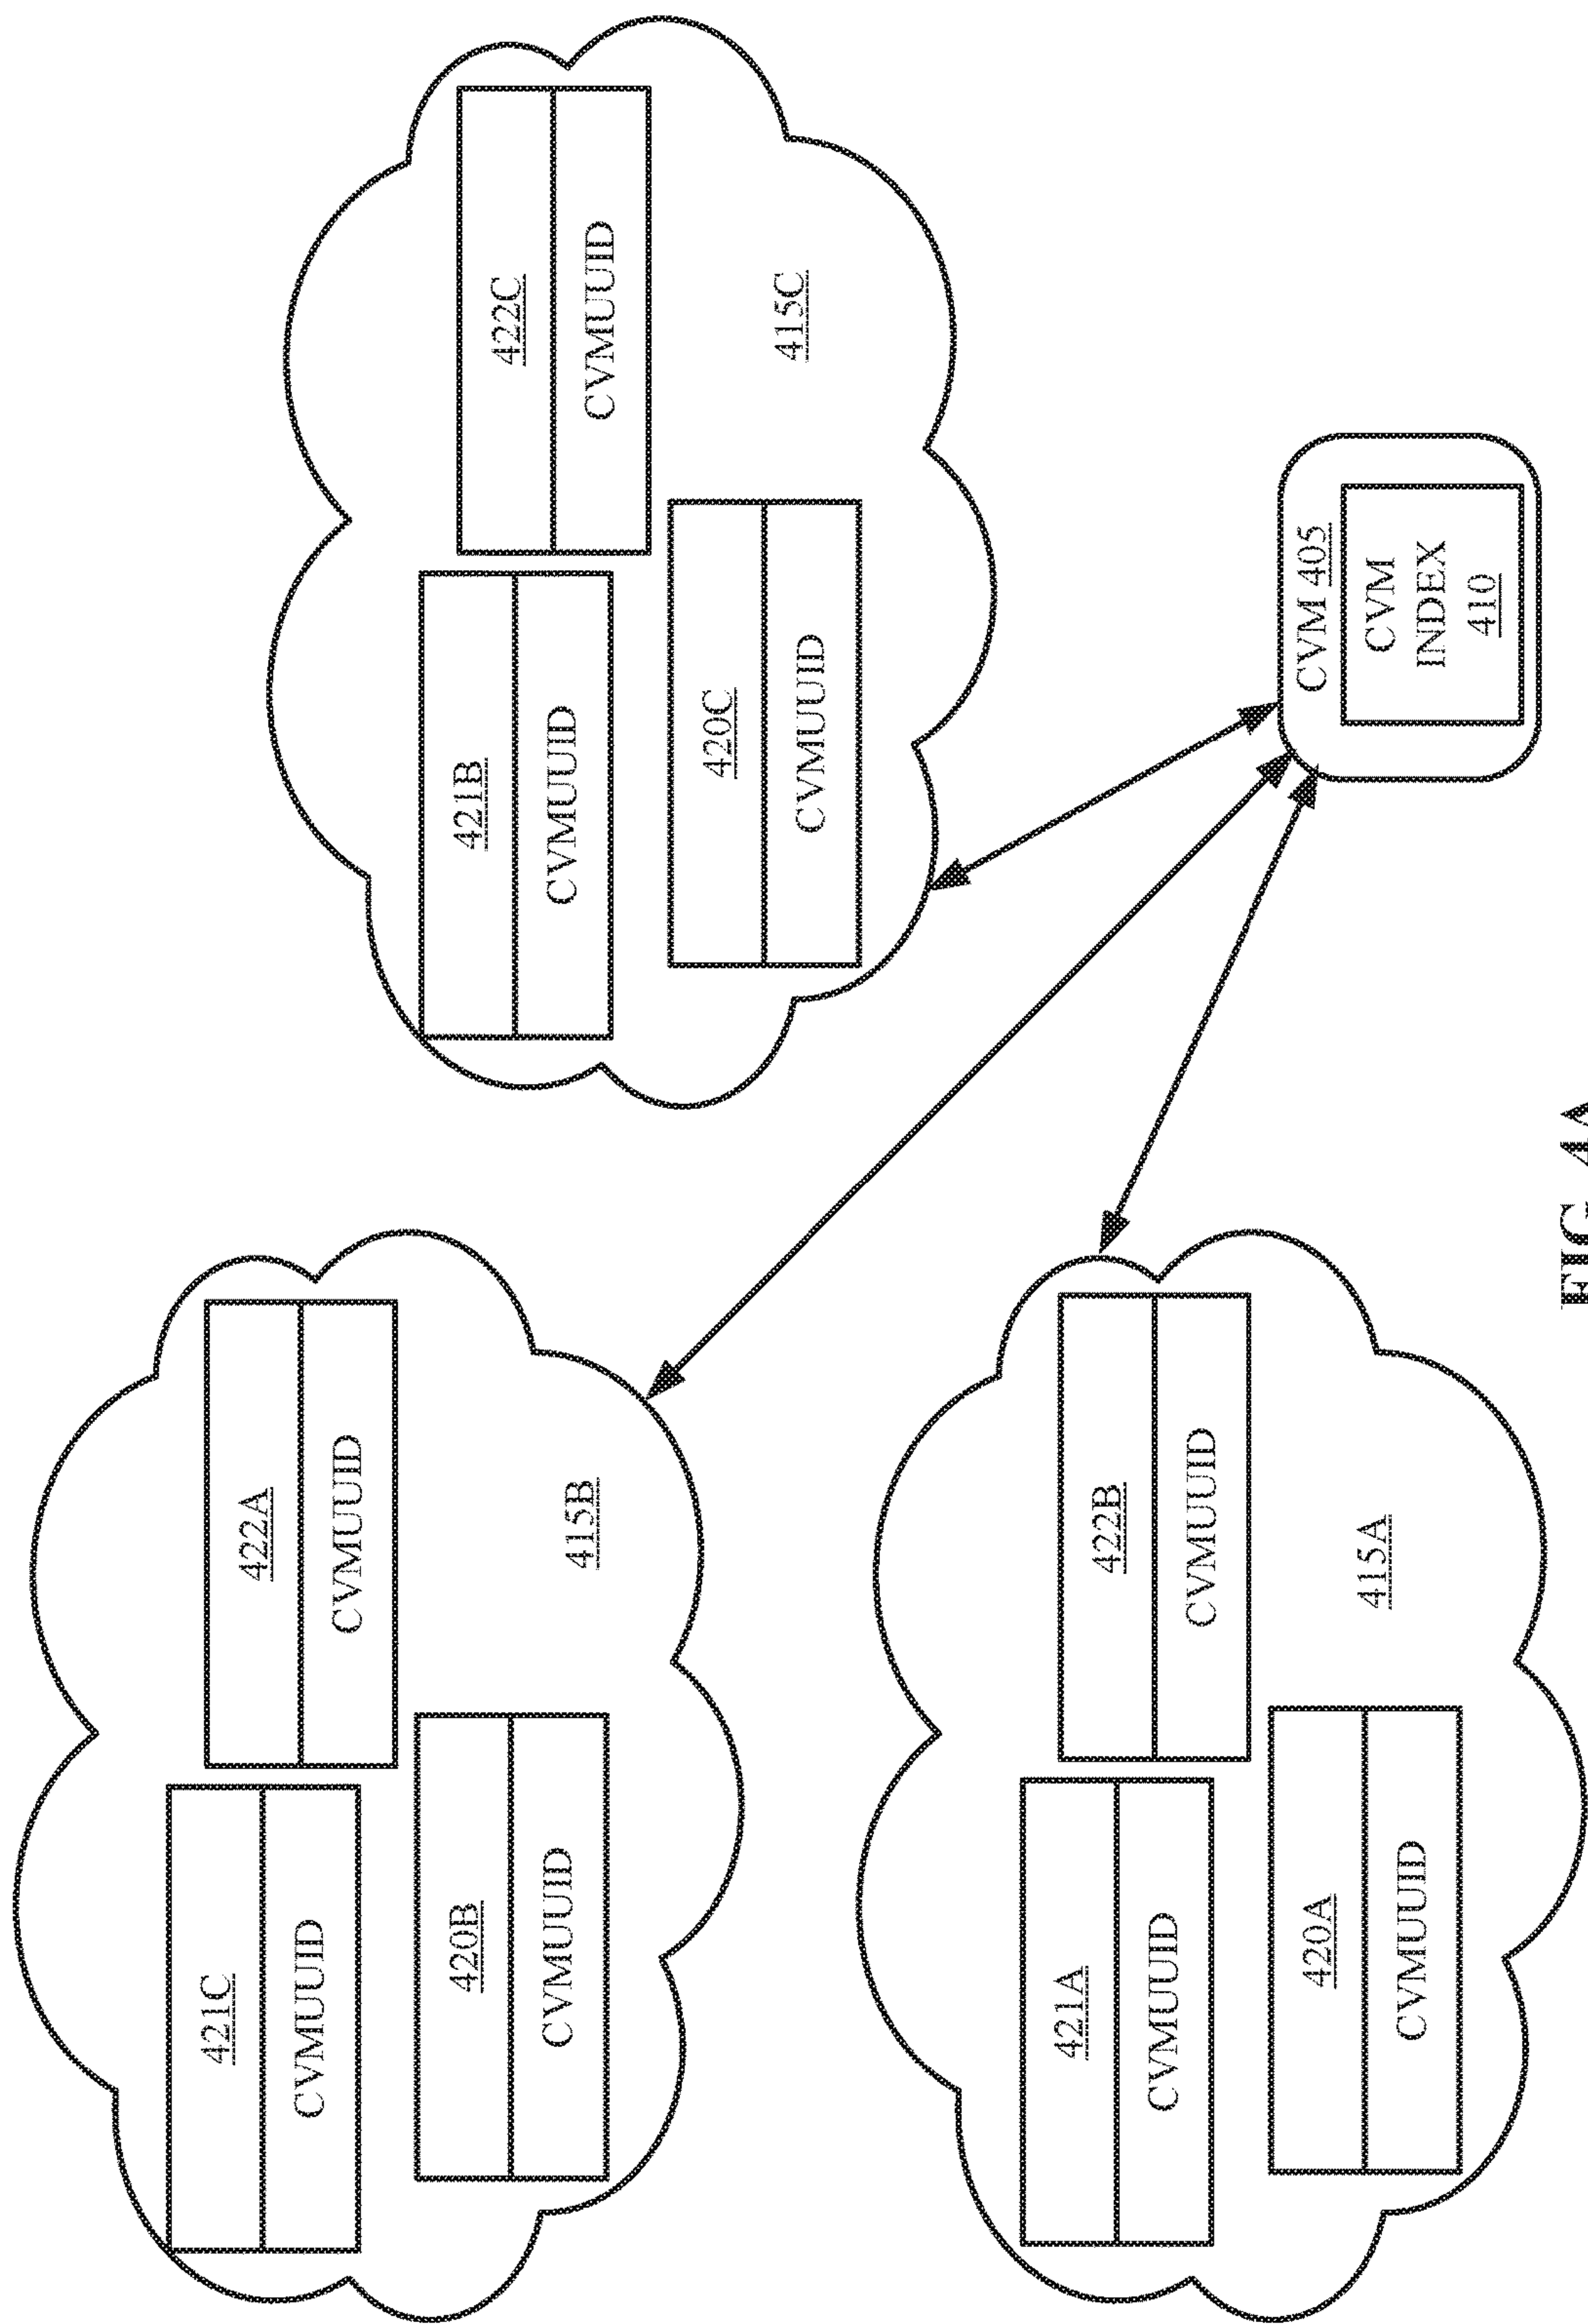 421C
CVMUUID
422A
CVMUUID
420B
CVMUUID
415B
421B
CVMUUID
422C
CVMUUID
420C
CVMUUID
415C
421A
CVMUUID
422B
CVMUUID
420A
CVMUUID
415A
CVM 405
CVM
INDEX
410
FIG. 4A